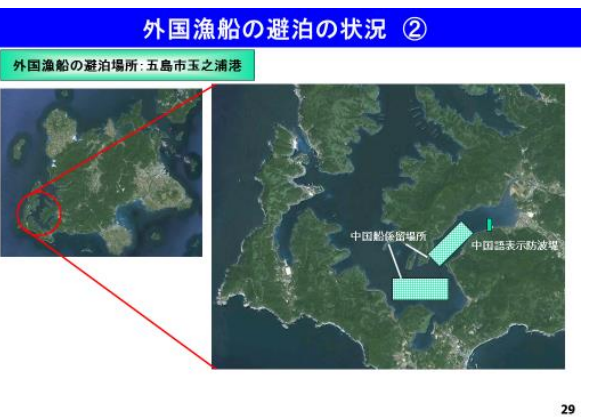 外国漁船の避泊の状況 ②
外国漁船の避泊場所：五島市玉之浦港
中国船係留場所
中国語表示防波堤
29